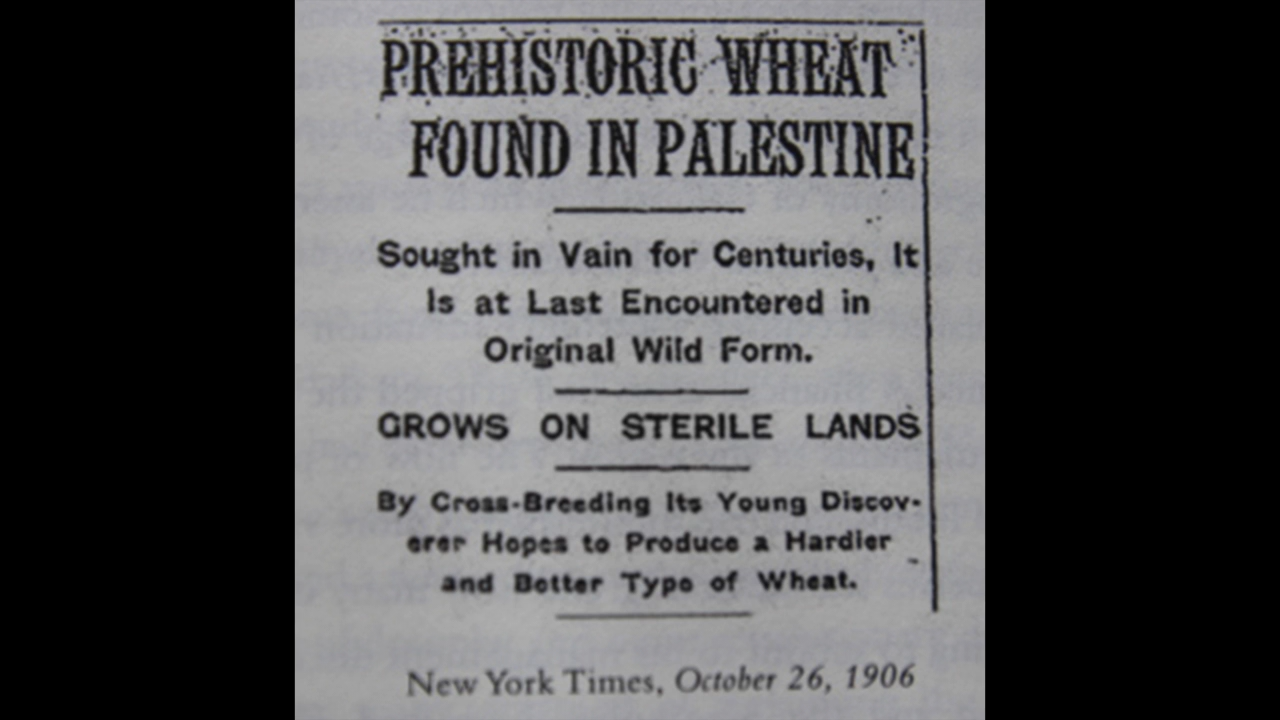 PREHISTORIC WHEAT
FOUND IN PALESTINE
Sought in Vain for Centuries, It
Is at Last Encountered in
Original Wild Form.
GROWS ON STERILE LANDS
By Cross-Breeding Its Young Discov-
erer Hopes to Produce a Hardier
and Better Type of Wheat.
New York Times, October 26, 1906